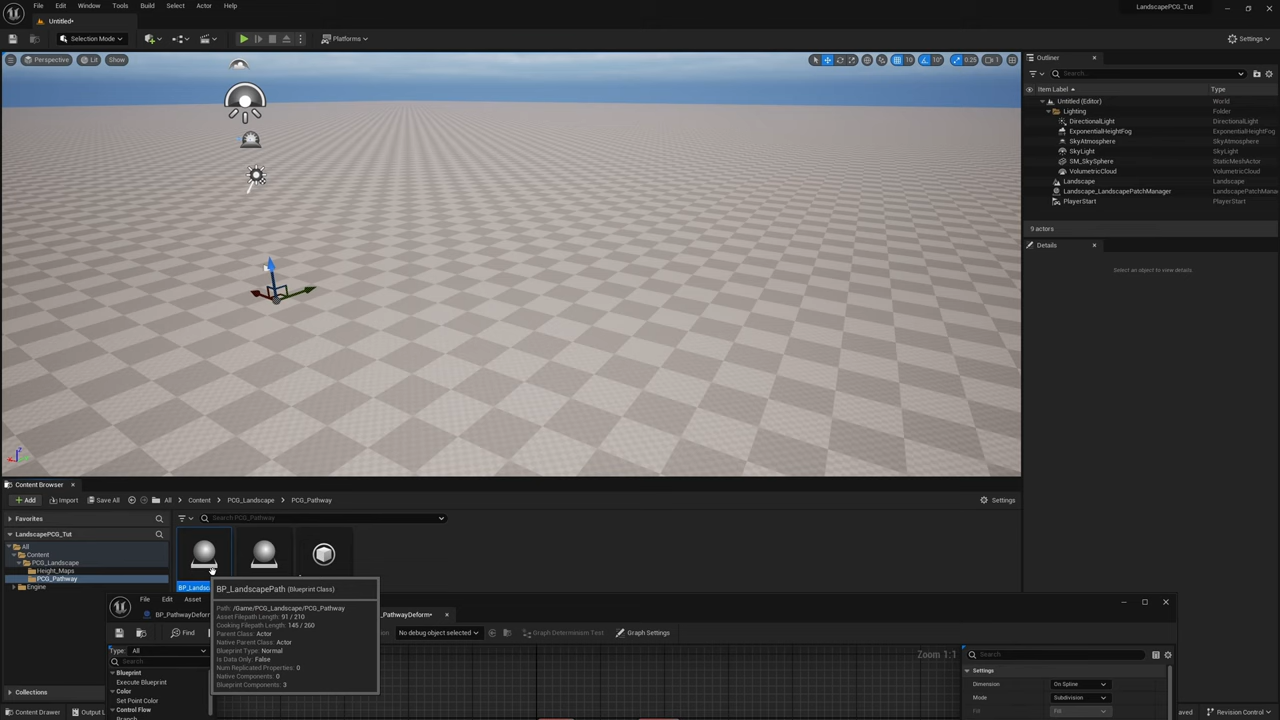 File Edit Window Tools Build Select Actor Help
LandscapePCG_Tut
Untitled•
Selection Mode
Platforms
Settings
Perspective Lit Show
10 10° 0.25 1
Outliner
Search...
Item Label Type
Untitled (Editor) World
Lighting Folder
DirectionalLight DirectionalLight
ExponentialHeightFog ExponentialHeightFog
SkyAtmosphere SkyAtmosphere
SkyLight SkyLight
SM_SkySphere StaticMeshActor
VolumetricCloud VolumetricCloud
Landscape Landscape
Landscape_LandscapePatchManager LandscapePatchMana
PlayerStart PlayerStart
9 actors
Details
Select an object to view details
Content Browser
Add Import Save All All Content PCG_Landscape PCG_Pathway Settings
Favorites
Search PCG_Pathway
LandscapePCG_Tut
All
Content
PCG_Landscape
Height_Maps
PCG_Pathway
Engine
BP_Landsca
BP_LandscapePath (Blueprint Class)
Path: /Game/PCG_Landscape/PCG_Pathway
Asset Filepath Length: 91 / 210
Cooking Filepath Length: 145 / 260
Parent Class: Actor
Native Parent Class: Actor
Blueprint Type: Normal
Is Data Only: False
Num Replicated Properties: 0
Native Components: 0
Blueprint Components: 3
File Edit Asset
BP_PathwayDeform
_PathwayDeform•
Find
No debug object selected
Graph Determinism Test
Graph Settings
Type: All
Search
Blueprint
Execute Blueprint
Color
Set Point Color
Control Flow
Branch
Zoom 1:1
Search
Settings
Dimension On Spline
Mode Subdivision
Fill Fill
Collections
Content Drawer Output L
aved Revision Control